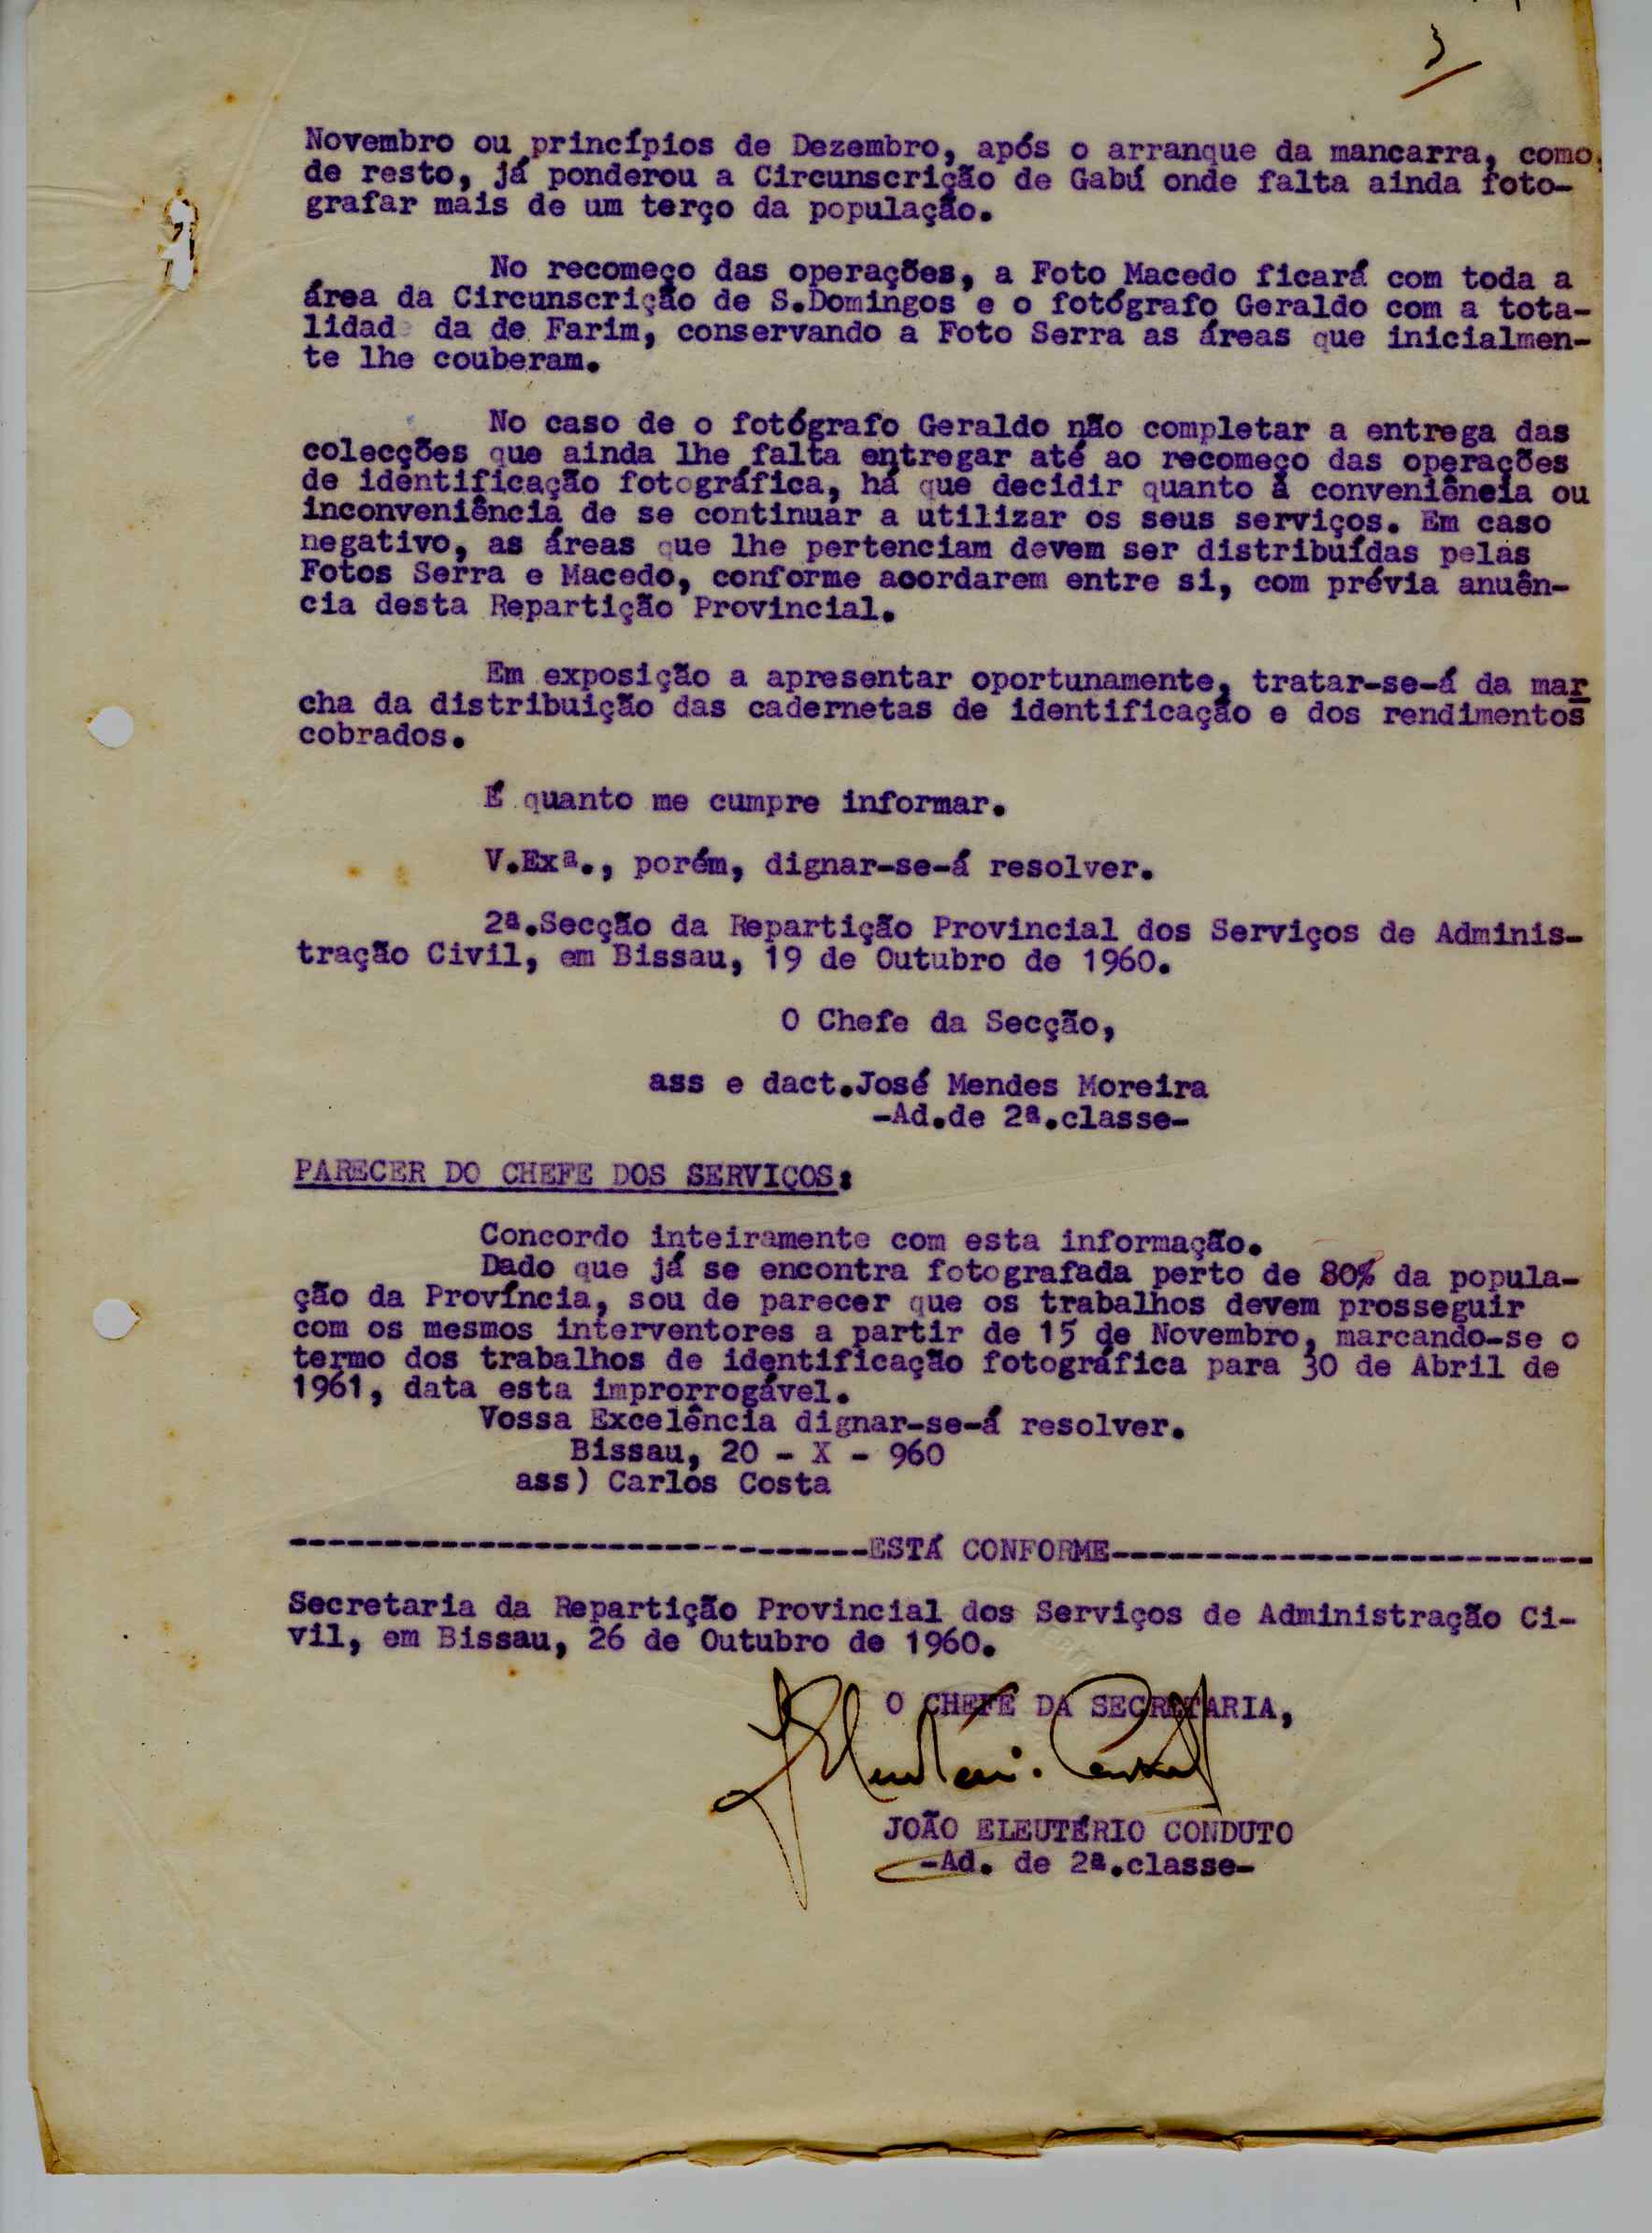 3
Novembro ou princípios de Dezembro, após o arranque da mancarra, como,
de resto, já ponderou a Circunscrição de Gabú onde falta ainda foto-
grafar mais de um terço da população.
No recomeço das operações, a Foto Macedo ficará com toda a
área da Circunscrição de S.Domingos e o fotógrafo Geraldo com a tota-
lidad da de Farim, conservando a Foto Serra as áreas que inicialmen-
te lhe couberam.
No caso de o fotógrafo Geraldo não completar a entrega das
colecções que ainda lhe falta entregar até ao recomeço das operações
de identificação fotográfica, há que decidir quanto à conveniência ou
inconveniência de se continuar a utilizar os seus serviços. Em caso
negativo, as áreas que lhe pertenciam devem ser distribuídas pelas
Fotos Serra e Macedo, conforme acordarem entre si, com prévia anuên-
cia desta Repartição Provincial.
Em exposição a apresentar oportunamente, tratar-se-á da mar
cha da distribuição das cadernetas de identificação e dos rendimentos
cobrados.
É quanto me cumpre informar.
V.Exª., porém, dignar-se-á resolver.
2ª.Secção da Repartição Provincial dos Serviços de Adminis-
tração Civil, em Bissau, 19 de Outubro de 1960.
O Chefe da Secção,
ass e dact.José Mendes Moreira
-Ad.de 2ª.classe-
PARECER DO CHEFE DOS SERVIÇOS:
Concordo inteiramente com esta informação.
Dado que já se encontra fotografada perto de 80% da popula-
ção da Província, sou de parecer que os trabalhos devem prosseguir
com os mesmos interventores a partir de 15 de Novembro, marcando-se o
termo dos trabalhos de identificação fotográfica para 30 de Abril de
1961, data esta improrrogável.
Vossa Excelência dignar-se-á resolver.
Bissau, 20 - X - 960
ass) Carlos Costa
-------------------------------ESTÁ CONFORME--------------------------
Secretaria da Repartição Provincial dos Serviços de Administração Ci-
vil, em Bissau, 26 de Outubro de 1960.
O CHEFE DA SECRETARIA,
JOÃO ELEUTÉRIO CONDUTO
-Ad. de 2ª.classe-